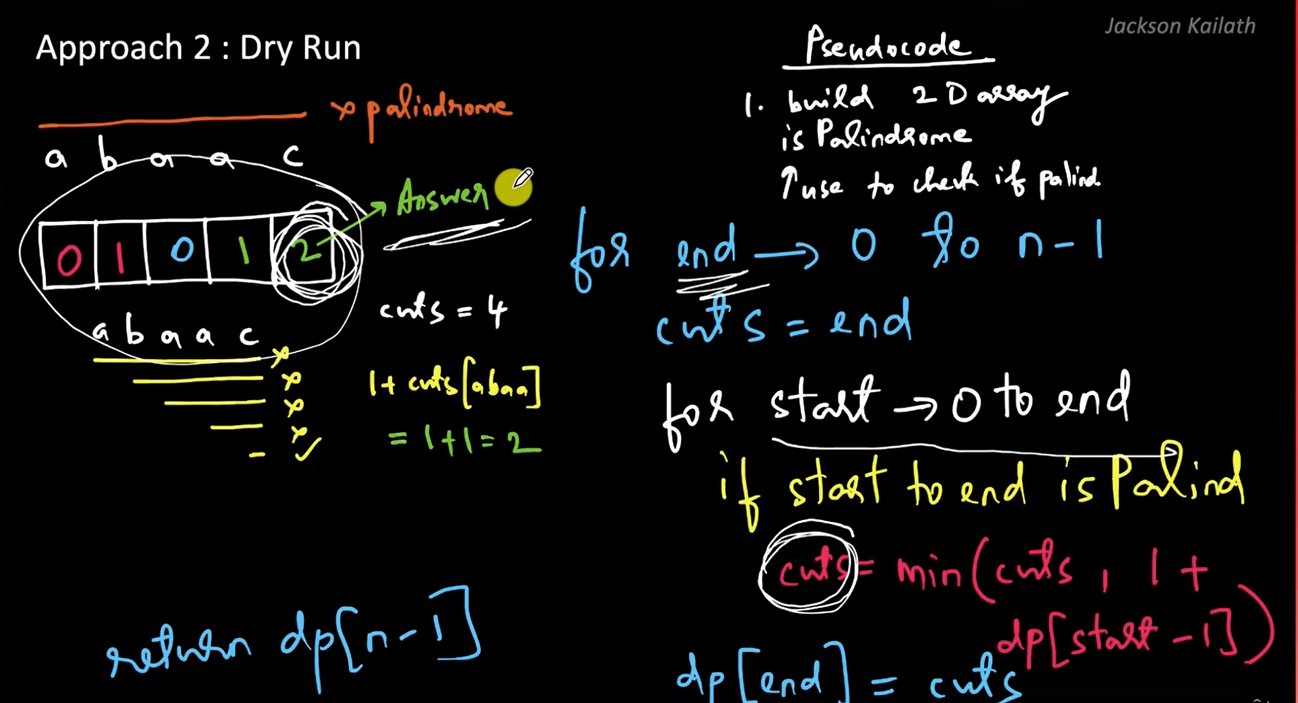 Approach 2 : Dry Run
Jackson Kailath
x palindrome
a b a a c
0 1 0 1 2
Answer
cuts = 4
a b a a c
x
x
x
x
1 + cuts[abaa]
= 1+1 = 2
return dp[n-1]
Pseudocode
1. build 2D array
isPalindrome
↑ use to check if palind
for end → 0 to n-1
cuts = end
for start → 0 to end
if start to end is Palind
cuts = min(cuts, 1 +
dp[start-1])
dp[end] = cuts